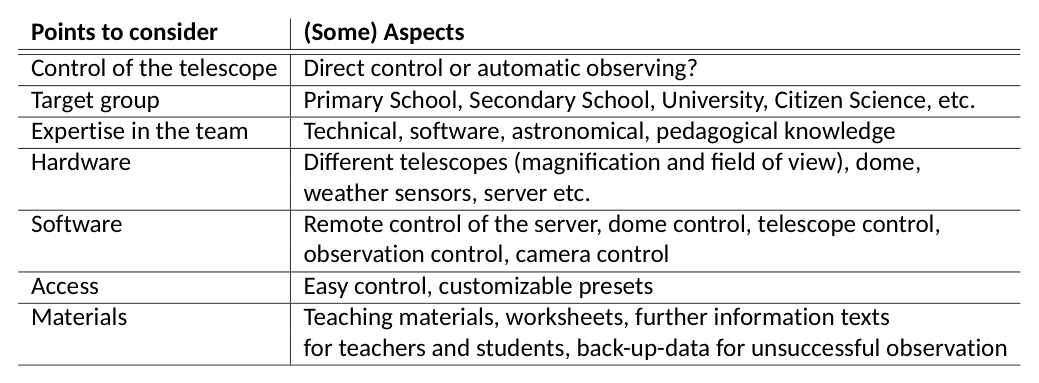 Points to consider (Some) Aspects
Control of the telescope Direct control or automatic observing?
Target group Primary School, Secondary School, University, Citizen Science, etc.
Expertise in the team Technical, software, astronomical, pedagogical knowledge
Hardware Different telescopes (magnification and field of view), dome,
weather sensors, server etc.
Software Remote control of the server, dome control, telescope control,
observation control, camera control
Access Easy control, customizable presets
Materials Teaching materials, worksheets, further information texts
for teachers and students, back-up-data for unsuccessful observation